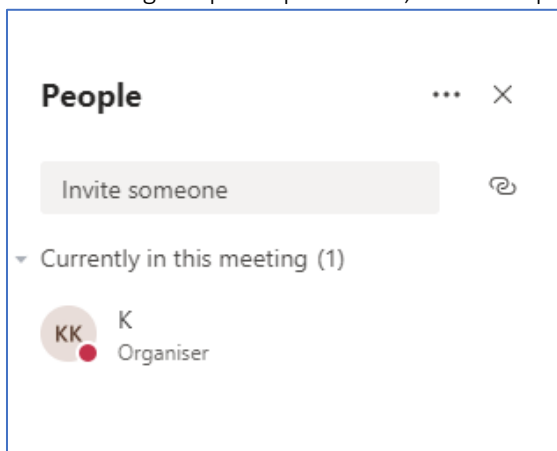 People
Invite someone
Currently in this meeting (1)
KK
K
Organiser